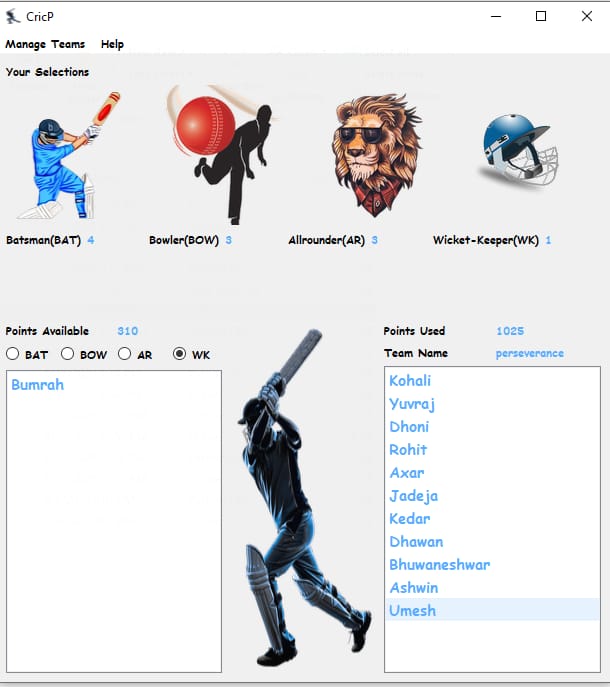 CricP
Manage Teams Help
Your Selections
Batsman(BAT) 4 Bowler(BOW) 3 Allrounder(AR) 3 Wicket-Keeper(WK) 1
Points Available 310 Points Used 1025
BAT BOW AR WK Team Name perseverance
Bumrah
Kohali
Yuvraj
Dhoni
Rohit
Axar
Jadeja
Kedar
Dhawan
Bhuwaneshwar
Ashwin
Umesh